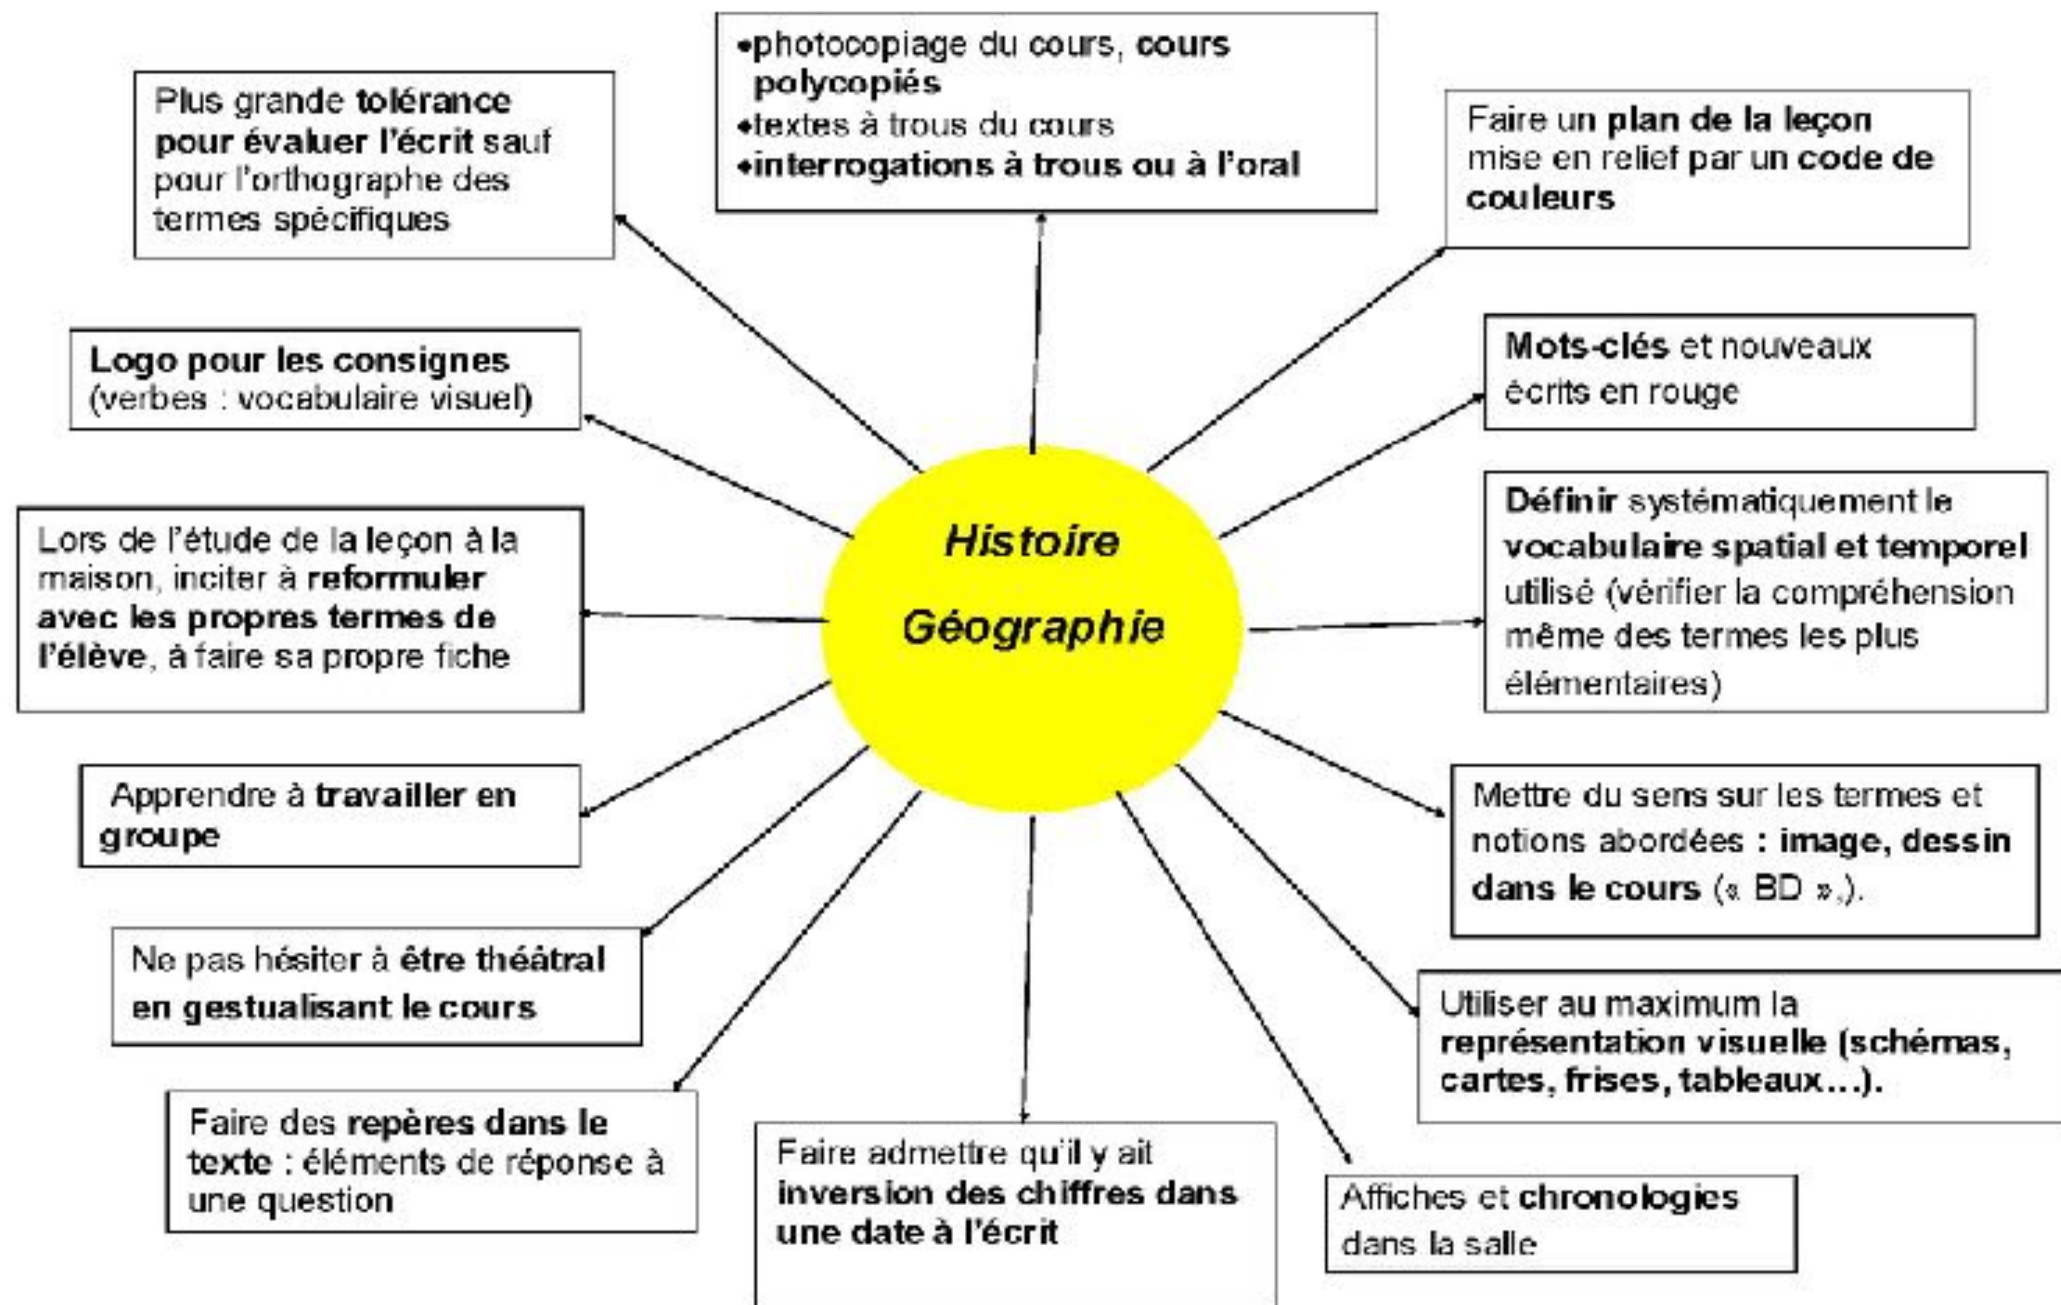 •photocopiage du cours, cours
polycopiés
•textes à trous du cours
•interrogations à trous ou à l'oral
Plus grande tolérance
pour évaluer l'écrit sauf
pour l'orthographe des
termes spécifiques
Faire un plan de la leçon
mise en relief par un code de
couleurs
Logo pour les consignes
(verbes : vocabulaire visuel)
Mots-clés et nouveaux
écrits en rouge
Histoire
Géographie
Lors de l'étude de la leçon à la
maison, inciter à reformuler
avec les propres termes de
l'élève, à faire sa propre fiche
Définir systématiquement le
vocabulaire spatial et temporel
utilisé (vérifier la compréhension
même des termes les plus
élémentaires)
Apprendre à travailler en
groupe
Mettre du sens sur les termes et
notions abordées : image, dessin
dans le cours (« BD »,).
Ne pas hésiter à être théâtral
en gestualisant le cours
Utiliser au maximum la
représentation visuelle (schémas,
cartes, frises, tableaux…).
Faire des repères dans le
texte : éléments de réponse à
une question
Faire admettre qu'il y ait
inversion des chiffres dans
une date à l'écrit
Affiches et chronologies
dans la salle